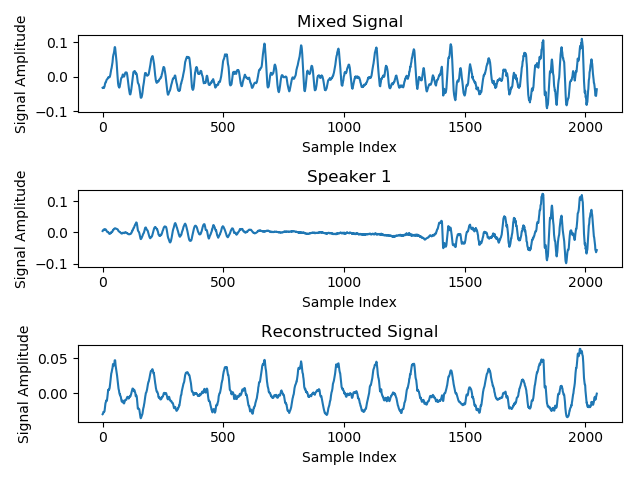 Mixed Signal
Signal Amplitude
0.1
0.0
−0.1
0 500 1000 1500 2000
Sample Index
Speaker 1
Signal Amplitude
0.1
0.0
−0.1
0 500 1000 1500 2000
Sample Index
Reconstructed Signal
Signal Amplitude
0.05
0.00
0 500 1000 1500 2000
Sample Index